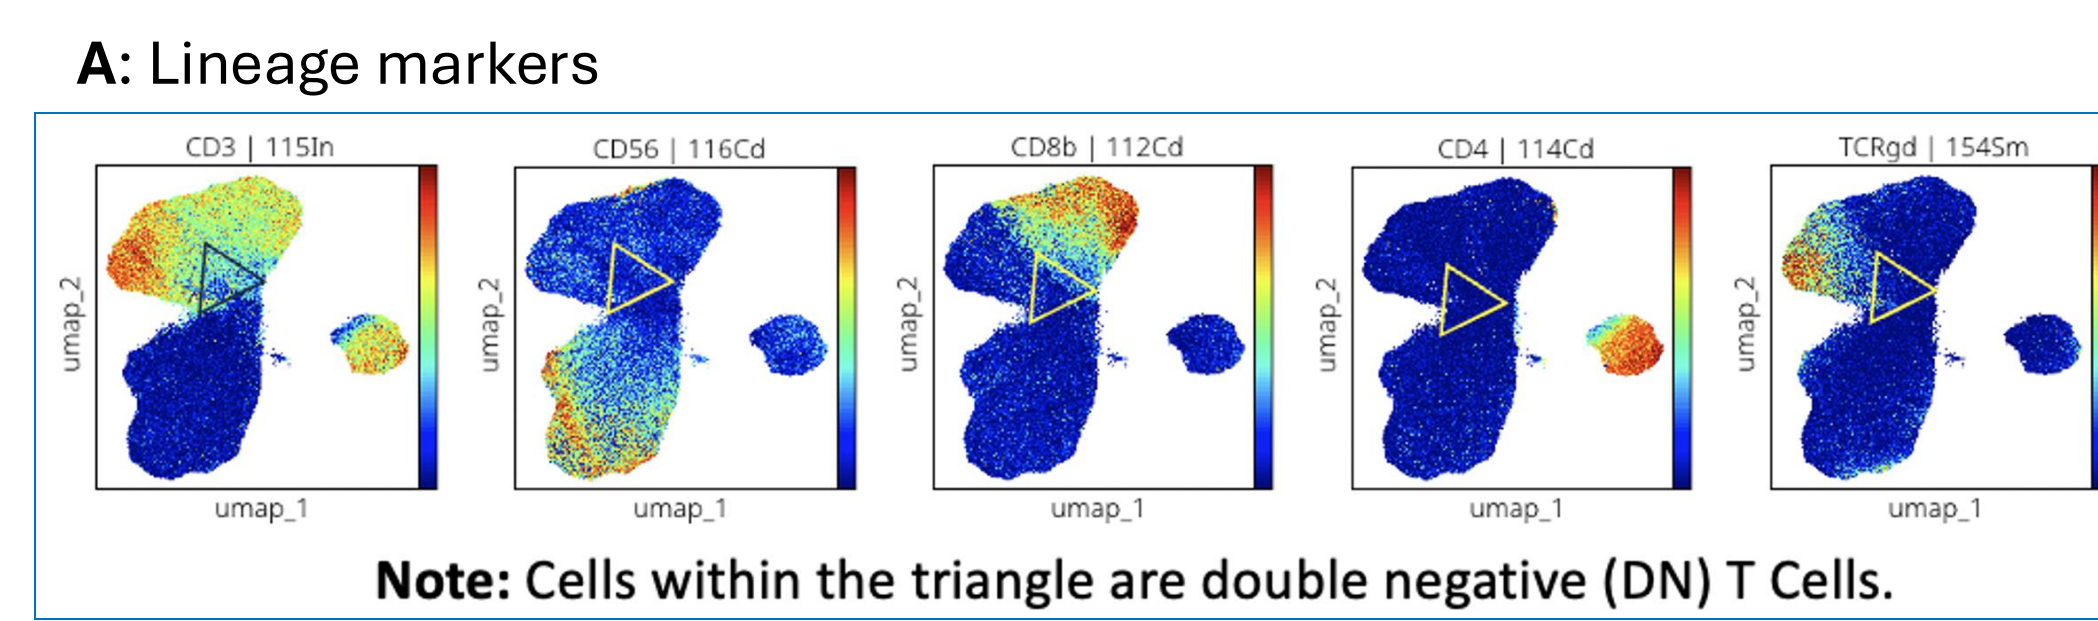 A: Lineage markers
CD3 | 115In
CD56 | 116Cd
CD8b | 112Cd
CD4 | 114Cd
TCRgd | 154Sm
umap_2
umap_2
umap_2
umap_2
umap_2
umap_1
umap_1
umap_1
umap_1
umap_1
Note: Cells within the triangle are double negative (DN) T Cells.